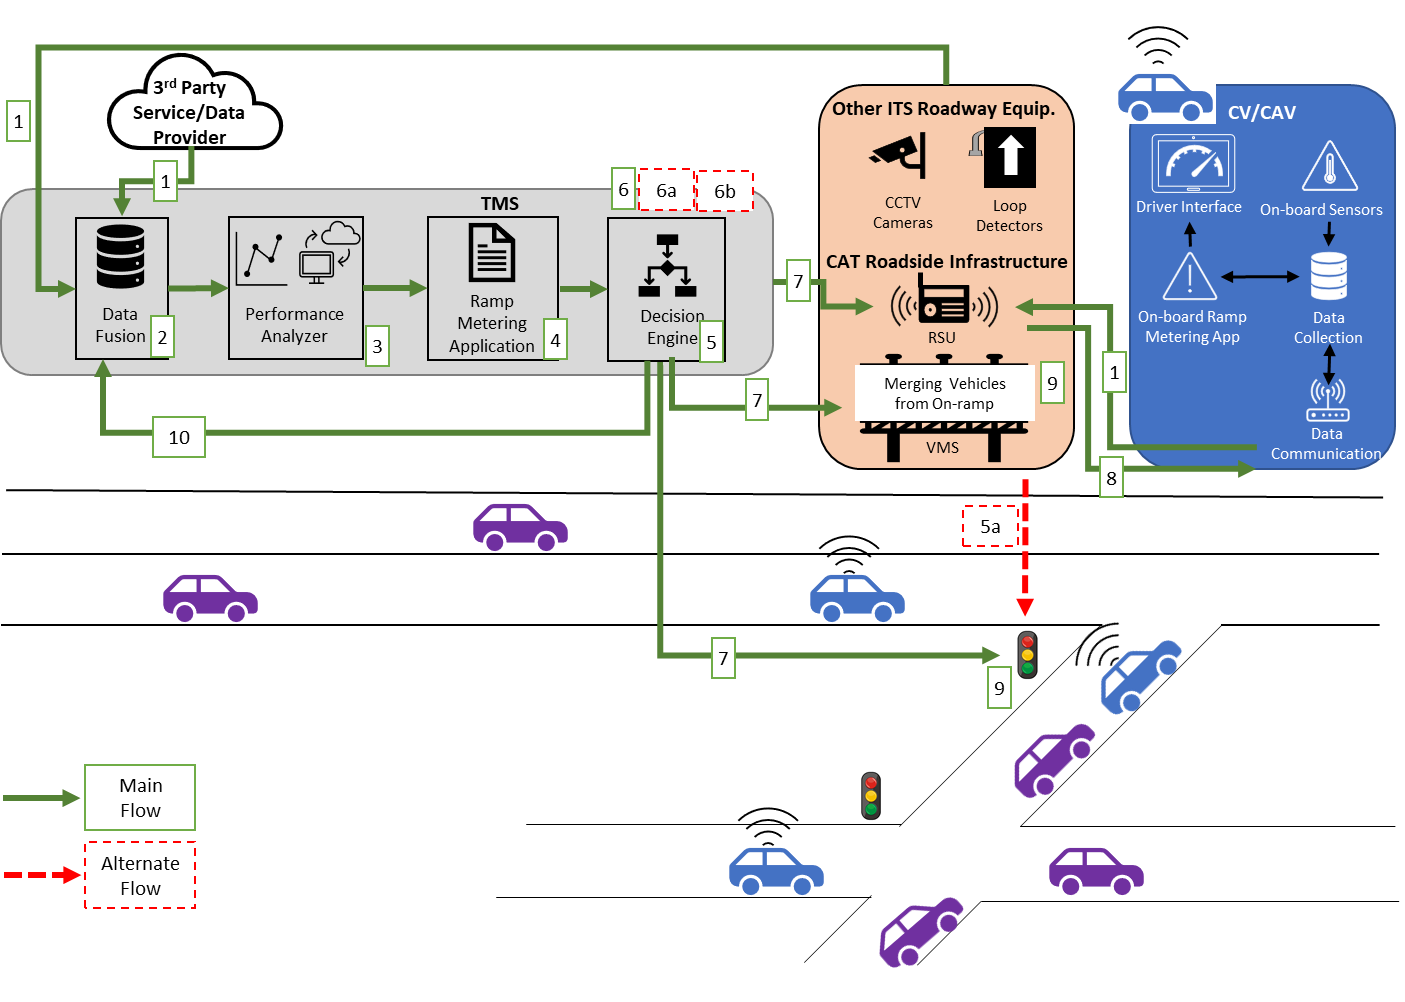 1
3rd Party
Service/Data
Provider
1
TMS
6
6a
6b
Data
Fusion
2
Performance
Analyzer
3
Ramp
Metering
Application
4
Decision
Engine
5
10
7
7
7
Other ITS Roadway Equip.
CCTV
Cameras
Loop
Detectors
CAT Roadside Infrastructure
RSU
Merging Vehicles
from On-ramp
VMS
9
CV/CAV
Driver Interface
On-board Sensors
On-board Ramp
Metering App
Data
Collection
Data
Communication
1
8
5a
9
Main
Flow
Alternate
Flow